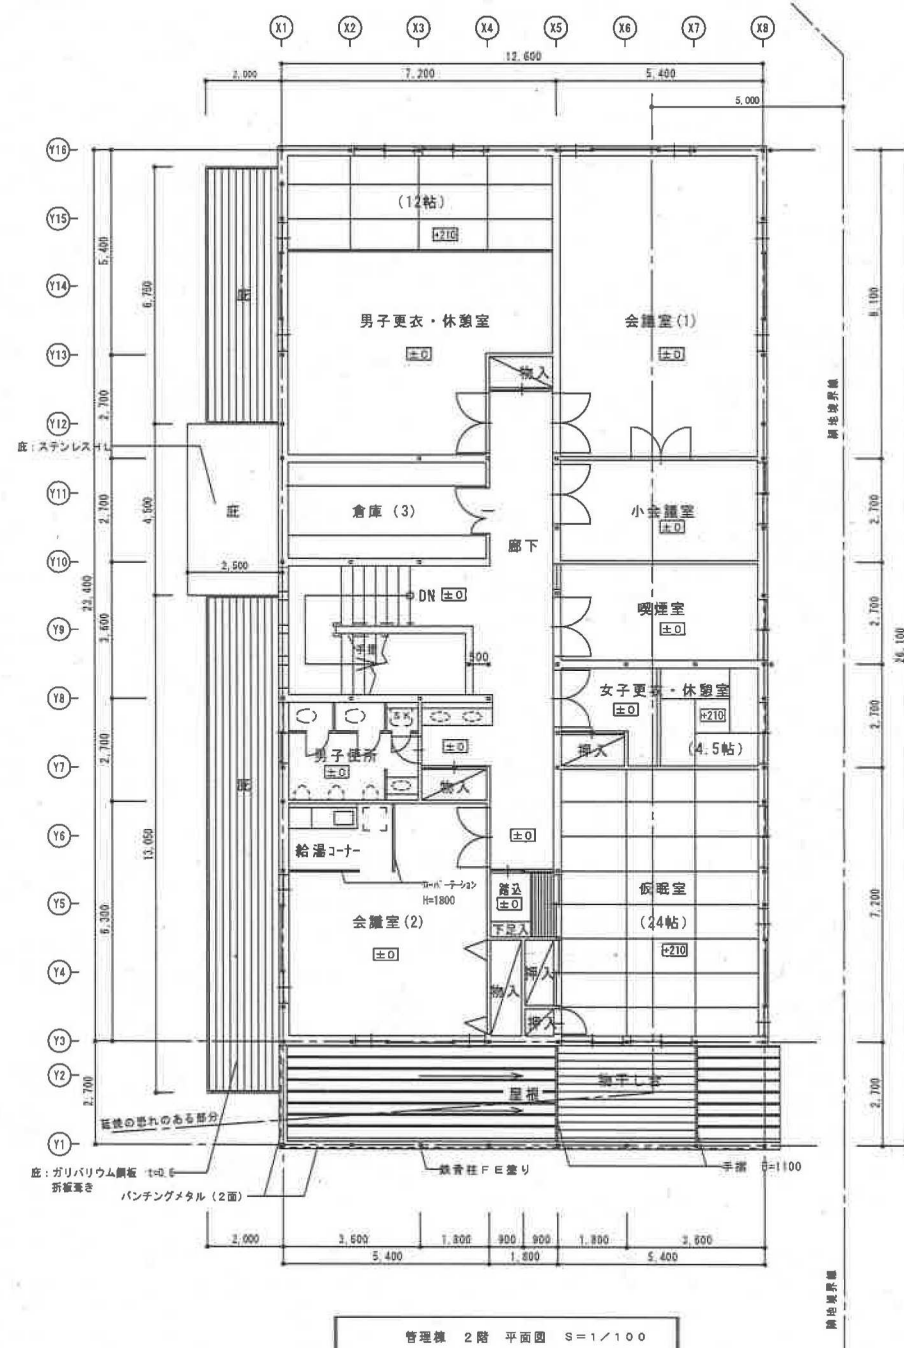 X1 X2 X3 X4 X5 X6 X7 X8
12,600
2,000 7,200 5,400
5,000
Y16
Y15
Y14
Y13
Y12
Y11
Y10
Y9
Y8
Y7
Y6
Y5
Y4
Y3
Y2
Y1
5,400
2,700
2,700
3,600
2,700
6,300
2,700
23,400
6,750
4,500
13,050
2,500
8,100
2,700
2,700
2,700
7,200
2,700
26,100
隣地境界線
(12帖)
+210
庇
男子更衣・休憩室
±0
会議室(1)
±0
物入
庇:ステンレスHL
庇
倉庫 (3)
小会議室
±0
廊下
DN ±0
喫煙室
±0
手摺
500
女子更衣・休憩室
±0
+210
(4.5帖)
押入
SK
男子便所
±0
±0
物入
庇
±0
給湯コーナー
H=1800
会議室(2)
±0
踏込
±0
下足入
物入
押入
押入
仮眠室
(24帖)
+210
屋根
物干し台
延焼の恐れのある部分
庇:ガリバリウム鋼板 t=0.6
折板葺き
パンチングメタル (2面)
鉄骨柱FE塗り
手摺 H=1100
2,000 3,600 1,800 900 900 1,800 3,600
5,400 1,800 5,400
隣地境界線
管理棟 2階 平面図 S=1/100